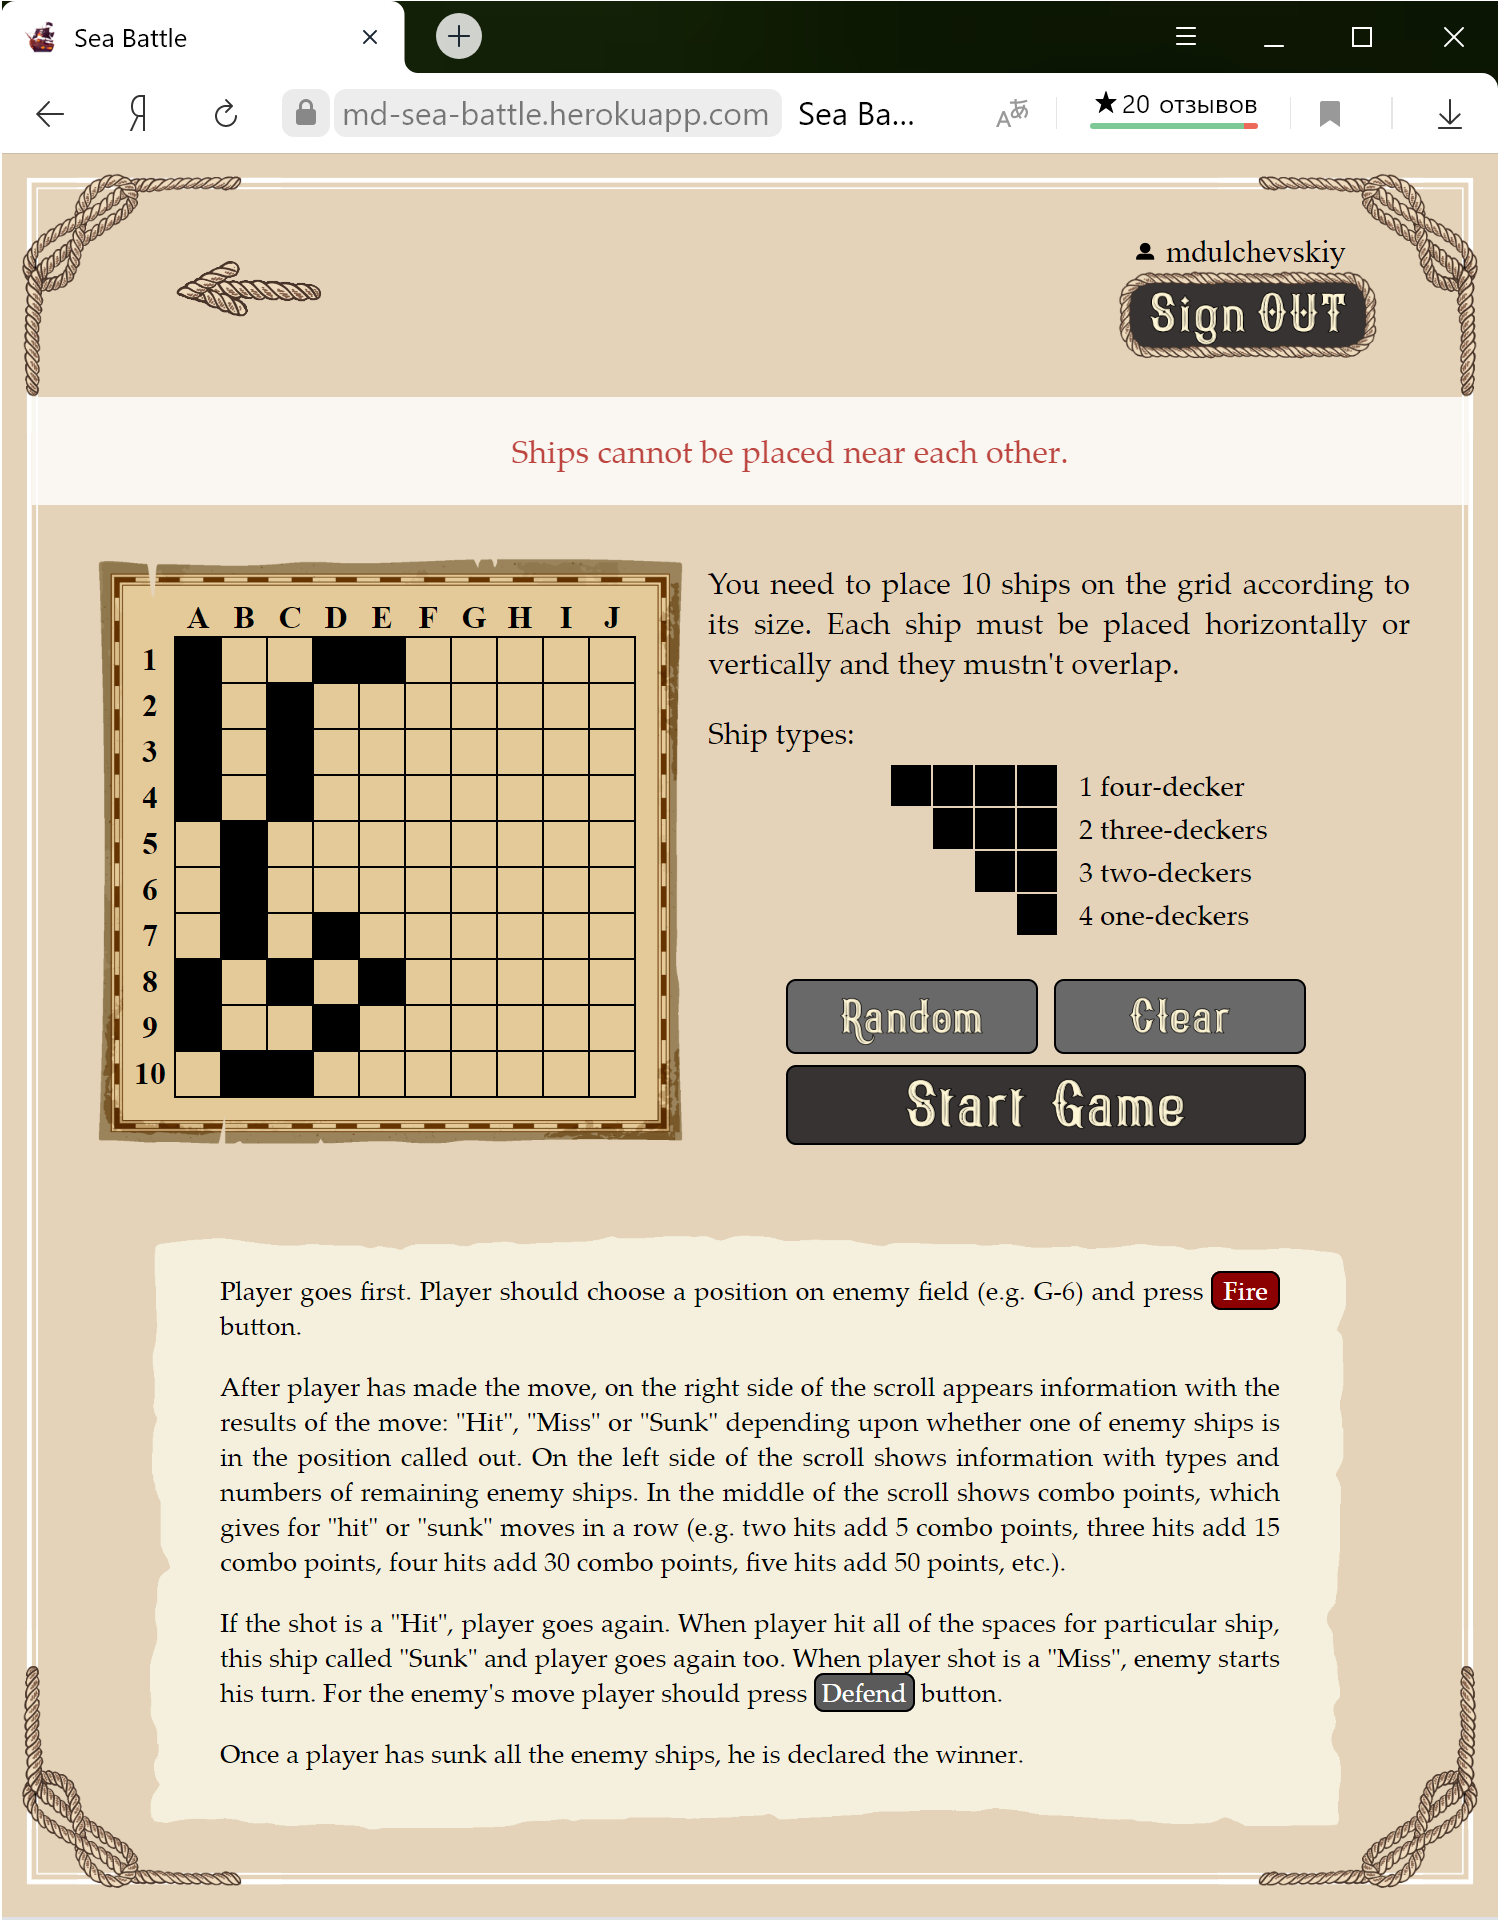 Sea Battle
Я
md-sea-battle.herokuapp.com Sea Ba...
Aあ
★20 отзывов
mdulchevskiy
Sign OUT
Ships cannot be placed near each other.
A B C D E F G H I J
1
2
3
4
5
6
7
8
9
10
You need to place 10 ships on the grid according to
its size. Each ship must be placed horizontally or
vertically and they mustn't overlap.
Ship types:
1 four-decker
2 three-deckers
3 two-deckers
4 one-deckers
Random Clear
Start Game
Player goes first. Player should choose a position on enemy field (e.g. G-6) and press Fire
button.
After player has made the move, on the right side of the scroll appears information with the
results of the move: "Hit", "Miss" or "Sunk" depending upon whether one of enemy ships is
in the position called out. On the left side of the scroll shows information with types and
numbers of remaining enemy ships. In the middle of the scroll shows combo points, which
gives for "hit" or "sunk" moves in a row (e.g. two hits add 5 combo points, three hits add 15
combo points, four hits add 30 combo points, five hits add 50 points, etc.).
If the shot is a "Hit", player goes again. When player hit all of the spaces for particular ship,
this ship called "Sunk" and player goes again too. When player shot is a "Miss", enemy starts
his turn. For the enemy's move player should press Defend button.
Once a player has sunk all the enemy ships, he is declared the winner.